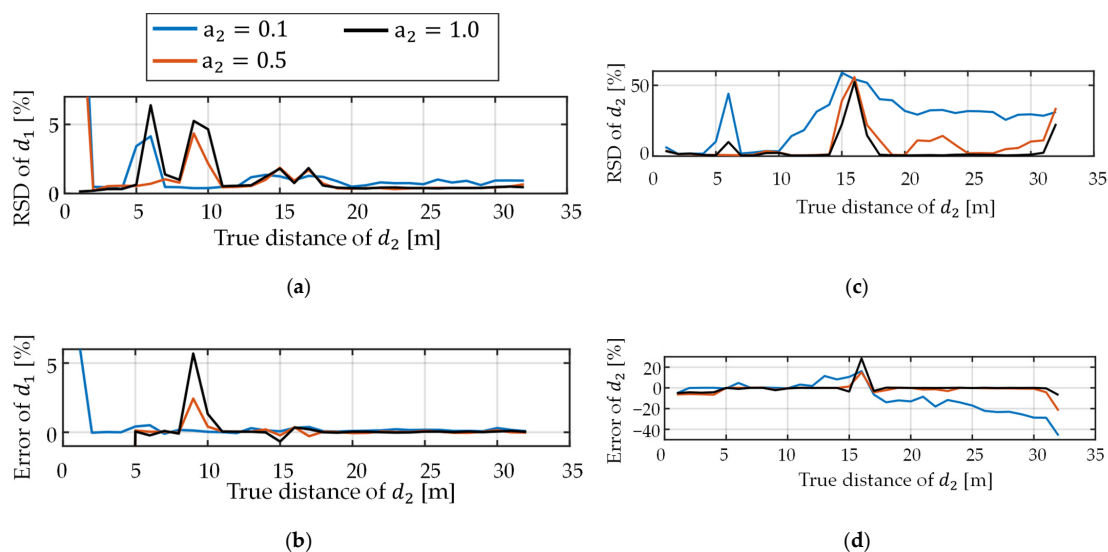 a₂ = 0.1
a₂ = 1.0
a₂ = 0.5
RSD of d₁ [%]
5
0
0 5 10 15 20 25 30 35
True distance of d₂ [m]
(a)
RSD of d₂ [%]
50
0
0 5 10 15 20 25 30 35
True distance of d₂ [m]
(c)
Error of d₁ [%]
5
0
0 5 10 15 20 25 30 35
True distance of d₂ [m]
(b)
Error of d₂ [%]
20
0
-20
-40
0 5 10 15 20 25 30 35
True distance of d₂ [m]
(d)